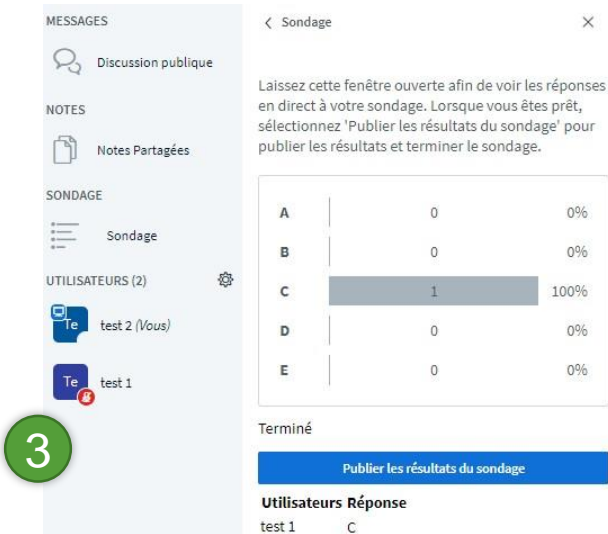 MESSAGES
Discussion publique
NOTES
Notes Partagées
SONDAGE
Sondage
UTILISATEURS (2)
Te test 2 (Vous)
Te test 1
3
Sondage
Laissez cette fenêtre ouverte afin de voir les réponses
en direct à votre sondage. Lorsque vous êtes prêt,
sélectionnez 'Publier les résultats du sondage' pour
publier les résultats et terminer le sondage.
A 0 0%
B 0 0%
C 1 100%
D 0 0%
E 0 0%
Terminé
Publier les résultats du sondage
Utilisateurs Réponse
test 1 C